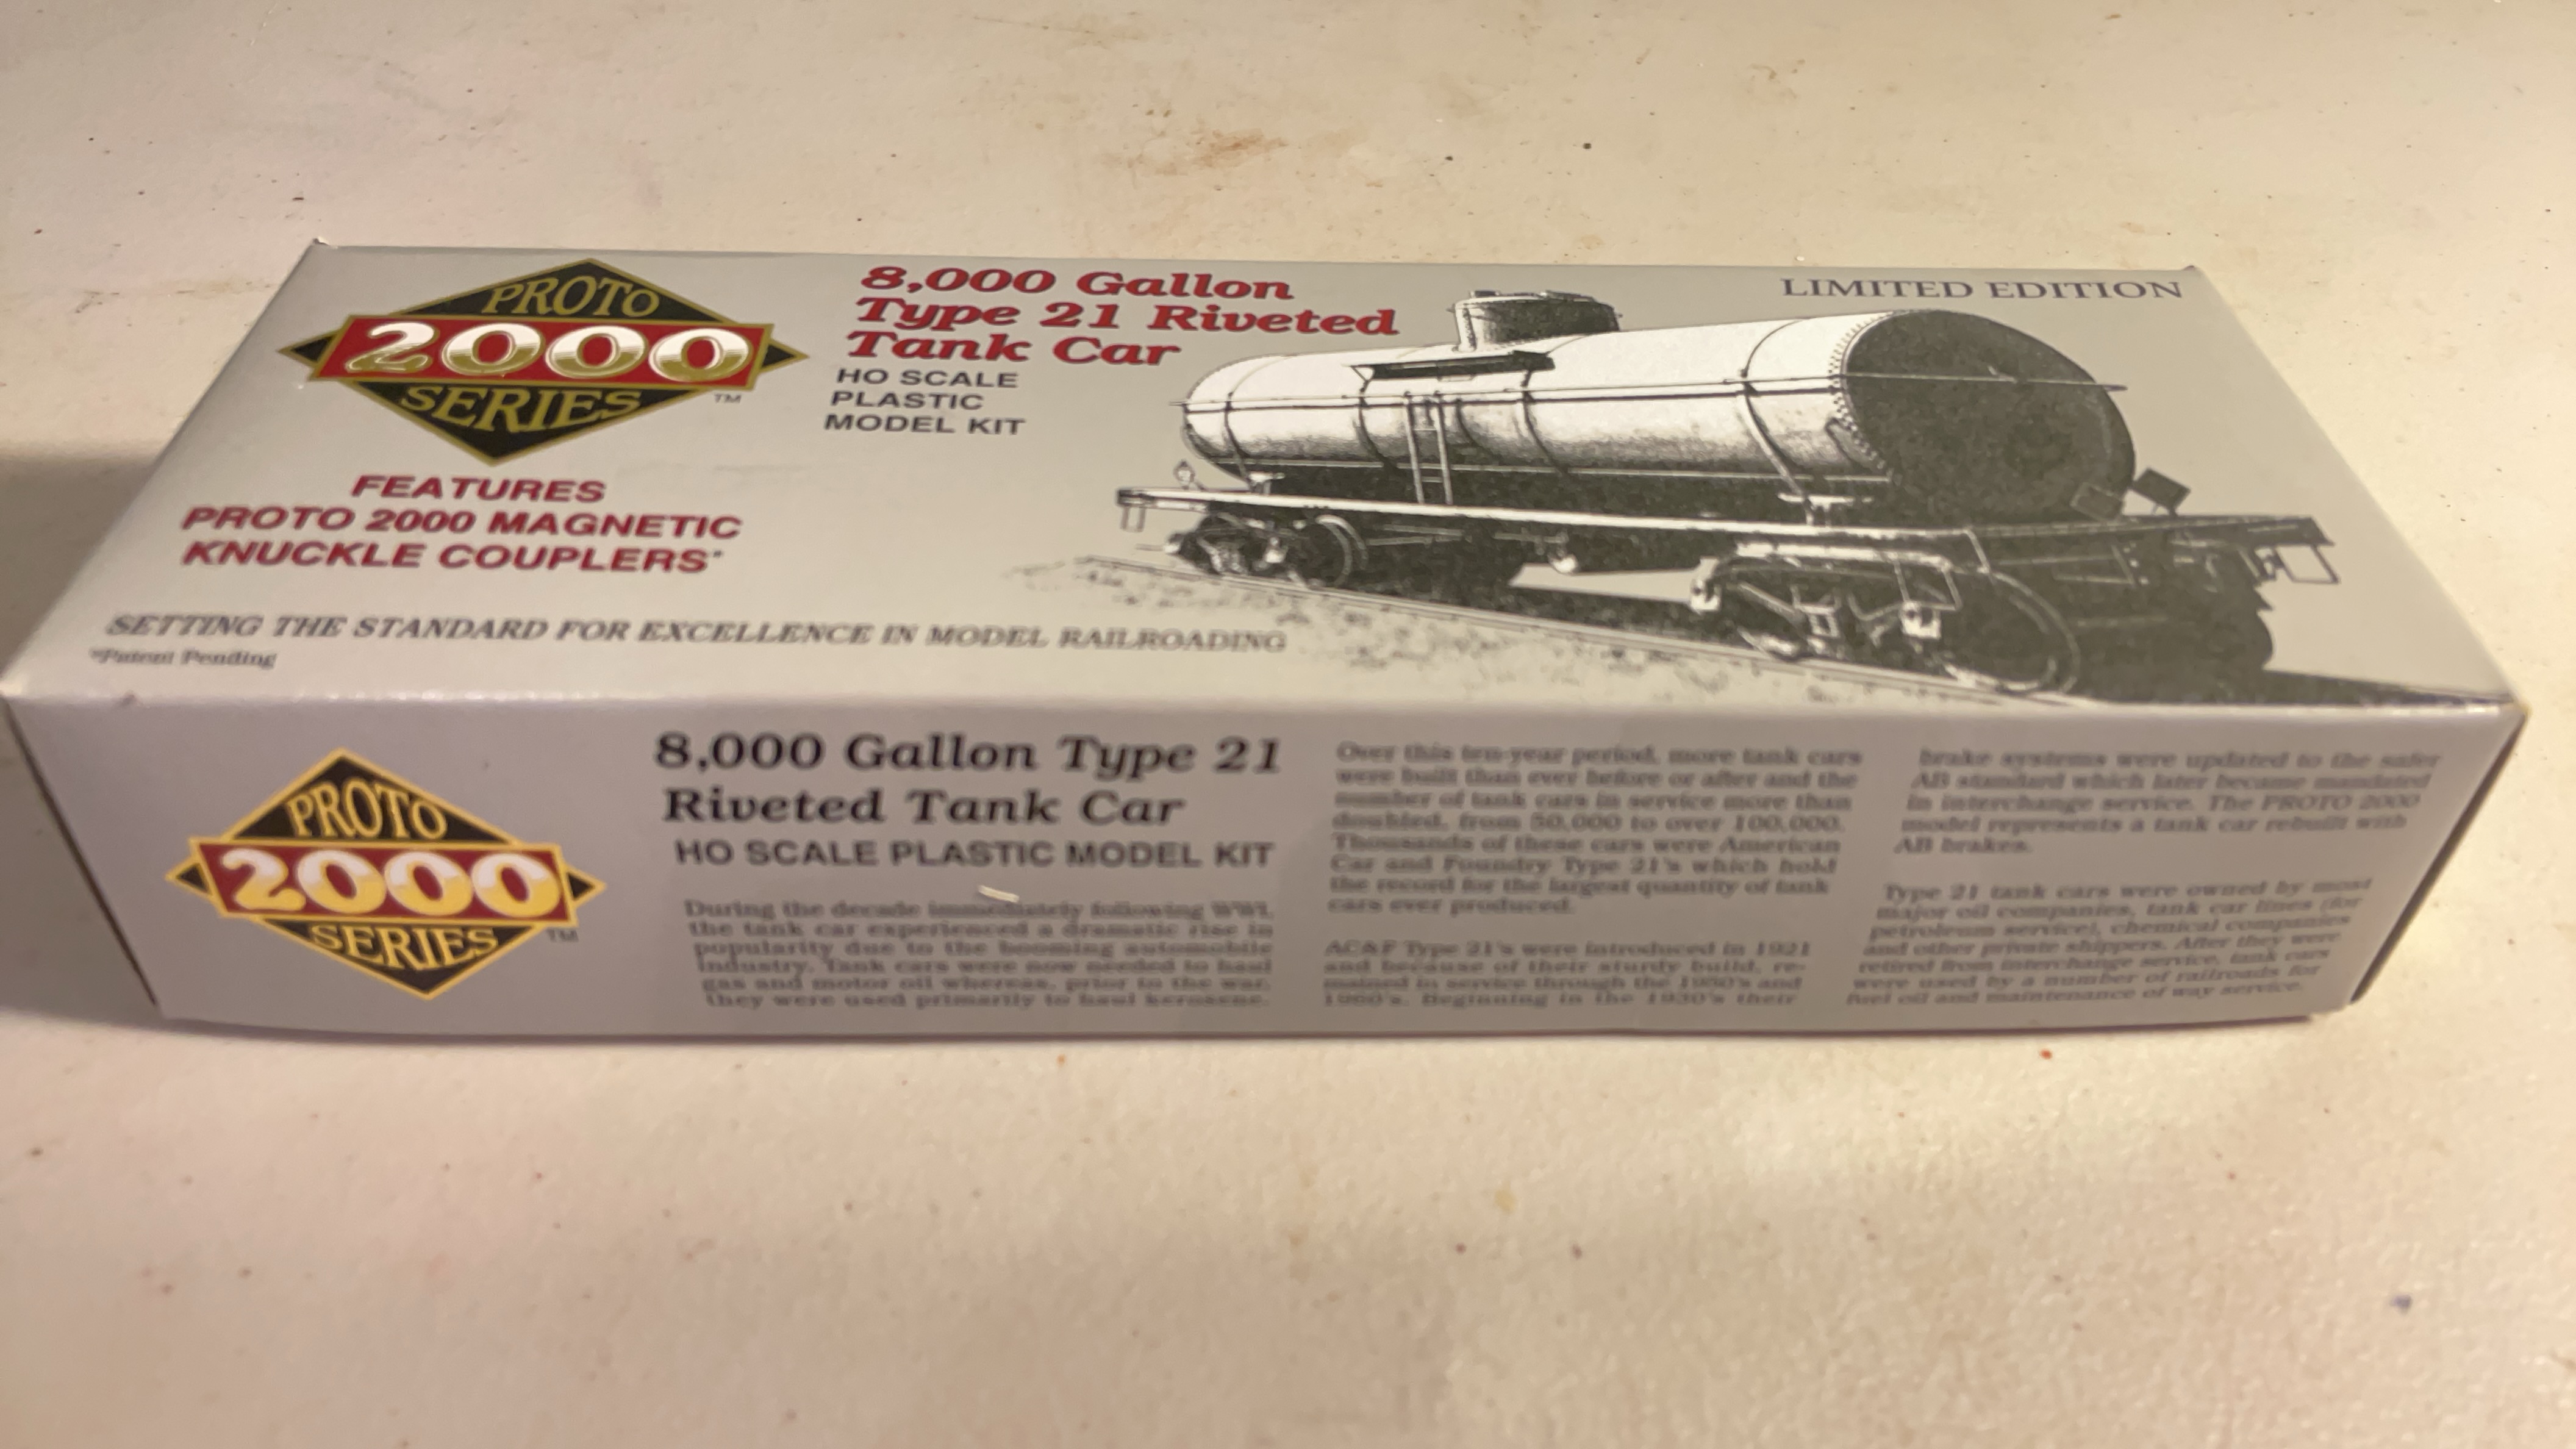 PROTO
2000
SERIES
TM
8,000 Gallon
Type 21 Riveted
Tank Car
HO SCALE
PLASTIC
MODEL KIT
LIMITED EDITION
FEATURES
PROTO 2000 MAGNETIC
KNUCKLE COUPLERS*
SETTING THE STANDARD FOR EXCELLENCE IN MODEL RAILROADING
*Patent Pending
PROTO
2000
SERIES
TM
8,000 Gallon Type 21
Riveted Tank Car
HO SCALE PLASTIC MODEL KIT
During the decade immediately following WWI,
the tank car experienced a dramatic rise in
popularity due to the booming automobile
industry. Tank cars were now needed to haul
gas and motor oil whereas, prior to the war,
they were used primarily to haul kerosene.
Over this ten-year period, more tank cars
were built than ever before or after and the
number of tank cars in service more than
doubled, from 50,000 to over 100,000.
Thousands of these cars were American
Car and Foundry Type 21's which hold
the record for the largest quantity of tank
cars ever produced.
AC&F Type 21's were introduced in 1921
and because of their sturdy build, re-
mained in service through the 1950's and
1960's. Beginning in the 1930's their
brake systems were updated to the safer
AB standard which later became mandated
in interchange service. The PROTO 2000
model represents a tank car rebuilt with
AB brakes.
Type 21 tank cars were owned by most
major oil companies, tank car lines (for
petroleum service), chemical companies
and other private shippers. After they were
retired from interchange service, tank cars
were used by a number of railroads for
fuel oil and maintenance of way service.